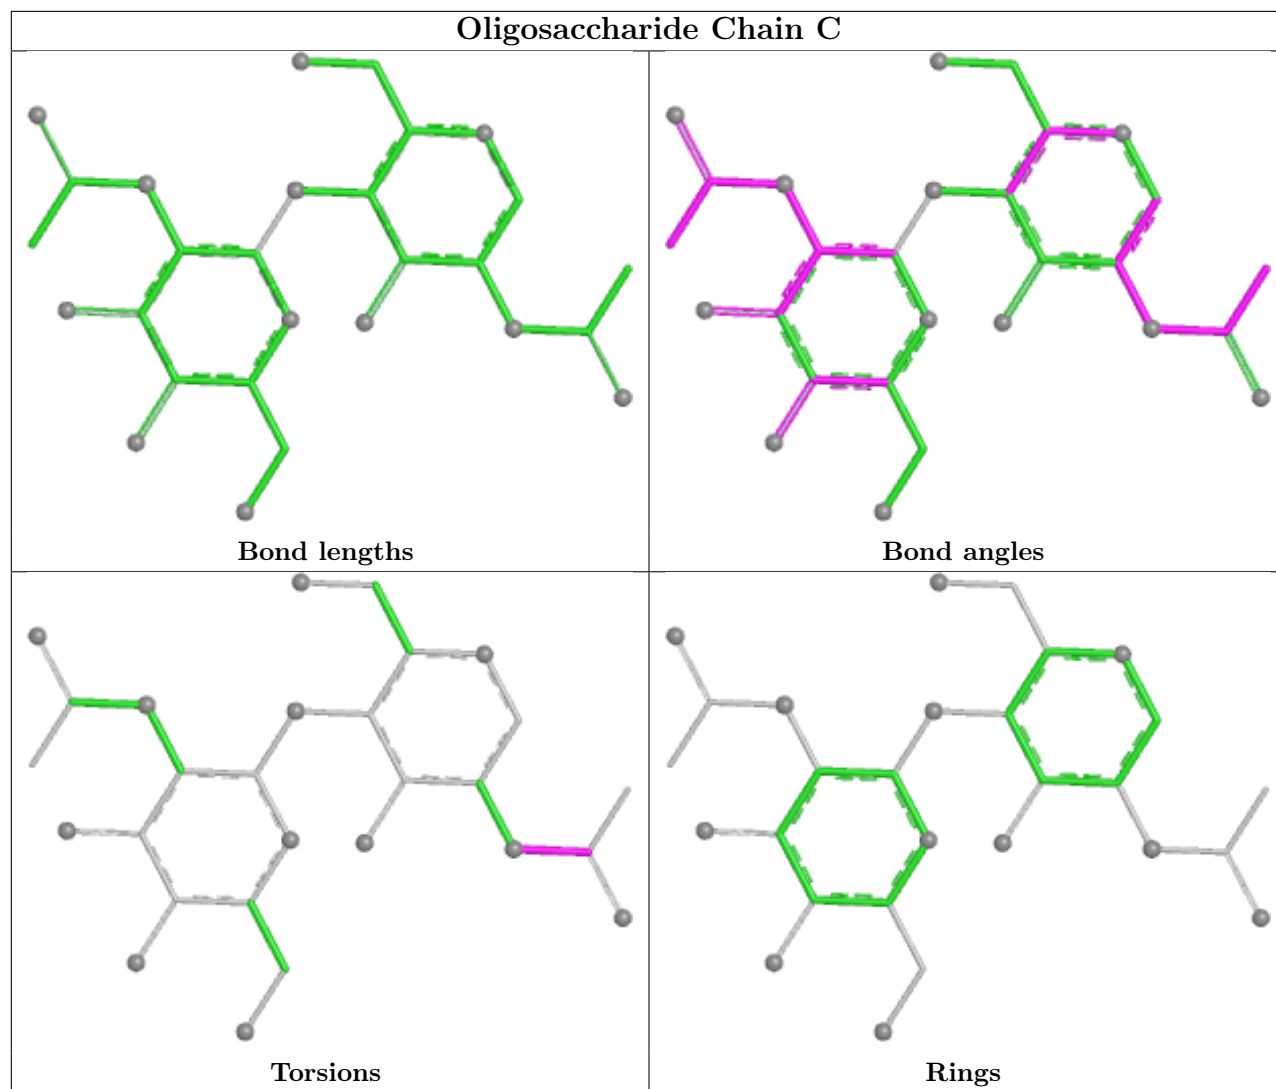 Oligosaccharide Chain C
Bond lengths
Bond angles
Torsions
Rings